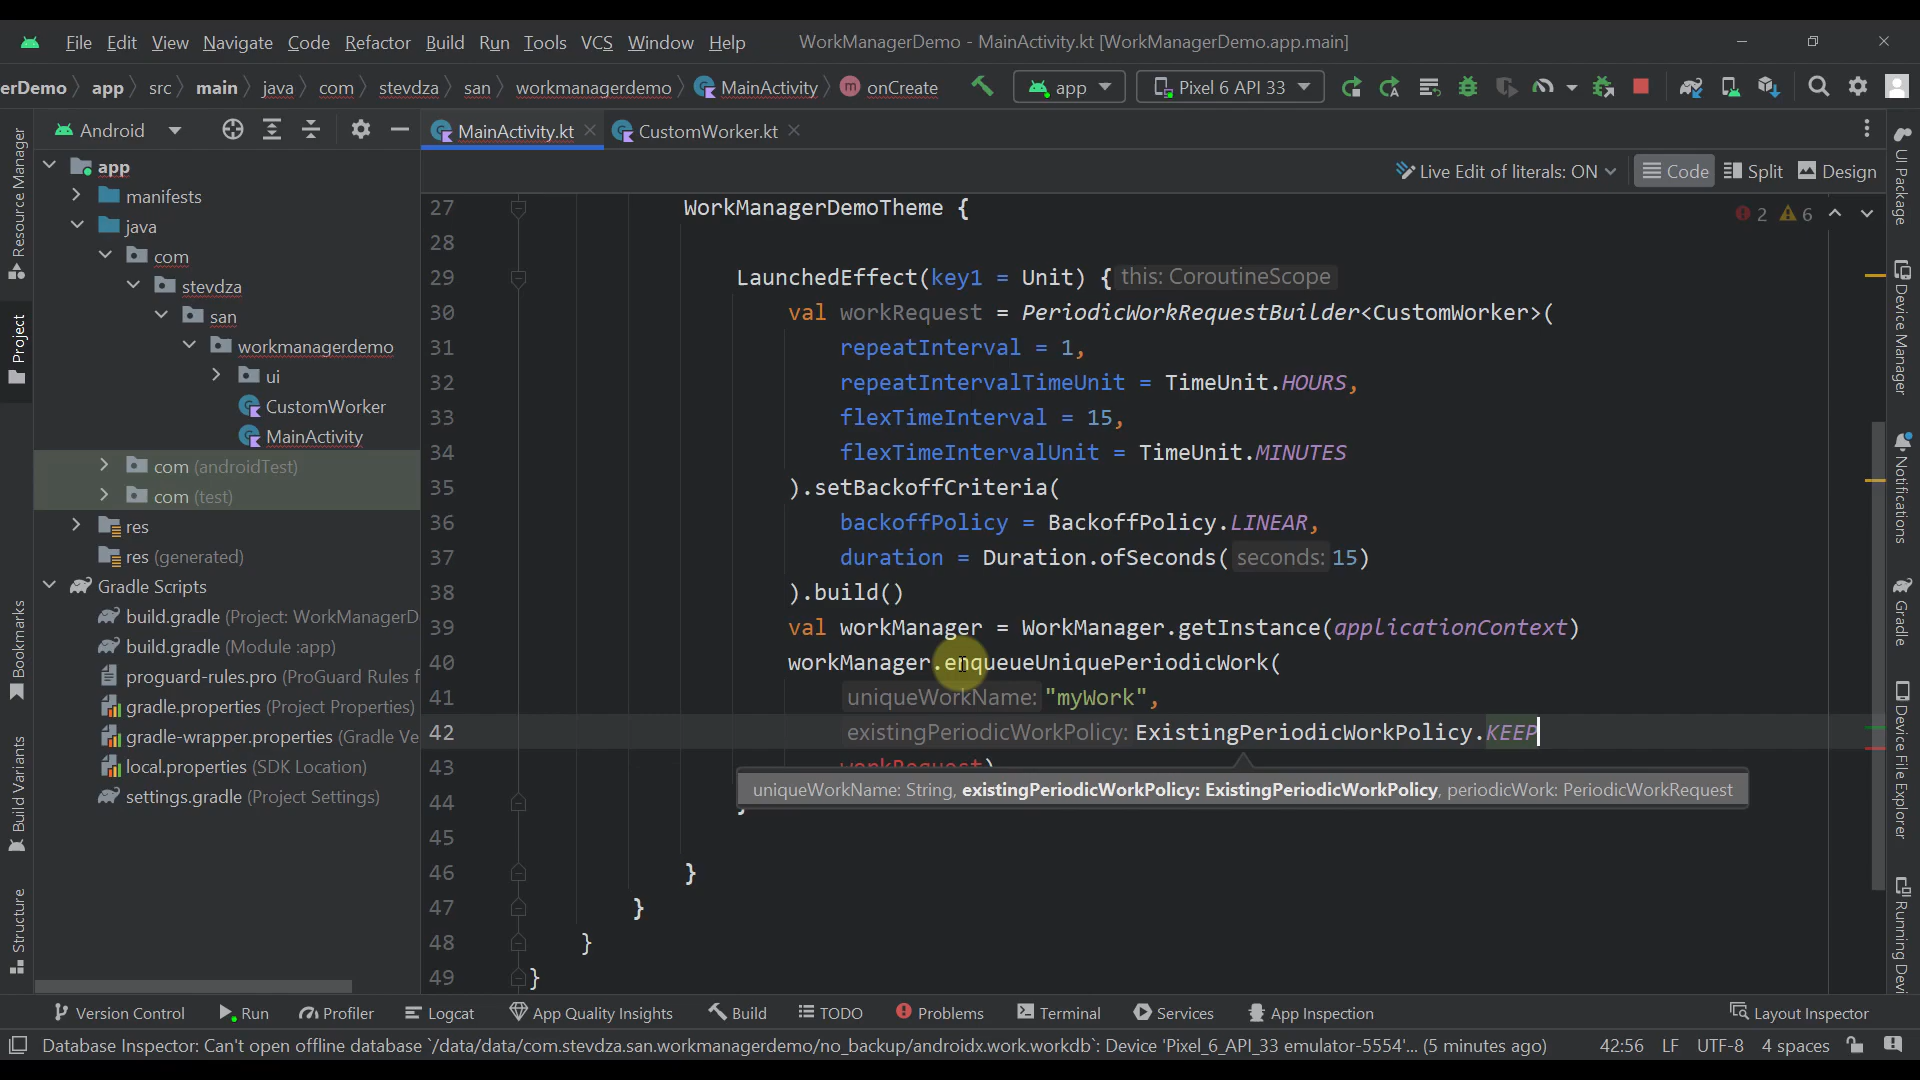 File Edit View Navigate Code Refactor Build Run Tools VCS Window Help WorkManagerDemo - MainActivity.kt [WorkManagerDemo.app.main]
erDemo app src main java com stevdza san workmanagerdemo MainActivity onCreate app Pixel 6 API 33
Android MainActivity.kt CustomWorker.kt
Live Edit of literals: ON Code Split Design
2 6
app
manifests
java
com
stevdza
san
workmanagerdemo
ui
CustomWorker
MainActivity
com (androidTest)
com (test)
res
res (generated)
Gradle Scripts
build.gradle (Project: WorkManagerD
build.gradle (Module :app)
proguard-rules.pro (ProGuard Rules f
gradle.properties (Project Properties)
gradle-wrapper.properties (Gradle Ve
local.properties (SDK Location)
settings.gradle (Project Settings)
27 WorkManagerDemoTheme {
28
29 LaunchedEffect(key1 = Unit) { this: CoroutineScope
30 val workRequest = PeriodicWorkRequestBuilder<CustomWorker>(
31 repeatInterval = 1,
32 repeatIntervalTimeUnit = TimeUnit.HOURS,
33 flexTimeInterval = 15,
34 flexTimeIntervalUnit = TimeUnit.MINUTES
35 ).setBackoffCriteria(
36 backoffPolicy = BackoffPolicy.LINEAR,
37 duration = Duration.ofSeconds( seconds: 15)
38 ).build()
39 val workManager = WorkManager.getInstance(applicationContext)
40 workManager.enqueueUniquePeriodicWork(
41 uniqueWorkName: "myWork",
42 existingPeriodicWorkPolicy: ExistingPeriodicWorkPolicy.KEEP
43 workRequest)
uniqueWorkName: String, existingPeriodicWorkPolicy: ExistingPeriodicWorkPolicy, periodicWork: PeriodicWorkRequest
44 }
45
46 }
47 }
48 }
49 }
Resource Manager
Project
Bookmarks
Build Variants
Structure
UI Package
Device Manager
Notifications
Gradle
Device File Explorer
Running Devi
Version Control Run Profiler Logcat App Quality Insights Build TODO Problems Terminal Services App Inspection Layout Inspector
Database Inspector: Can't open offline database `/data/data/com.stevdza.san.workmanagerdemo/no_backup/androidx.work.workdb`: Device 'Pixel_6_API_33 emulator-5554'... (5 minutes ago) 42:56 LF UTF-8 4 spaces